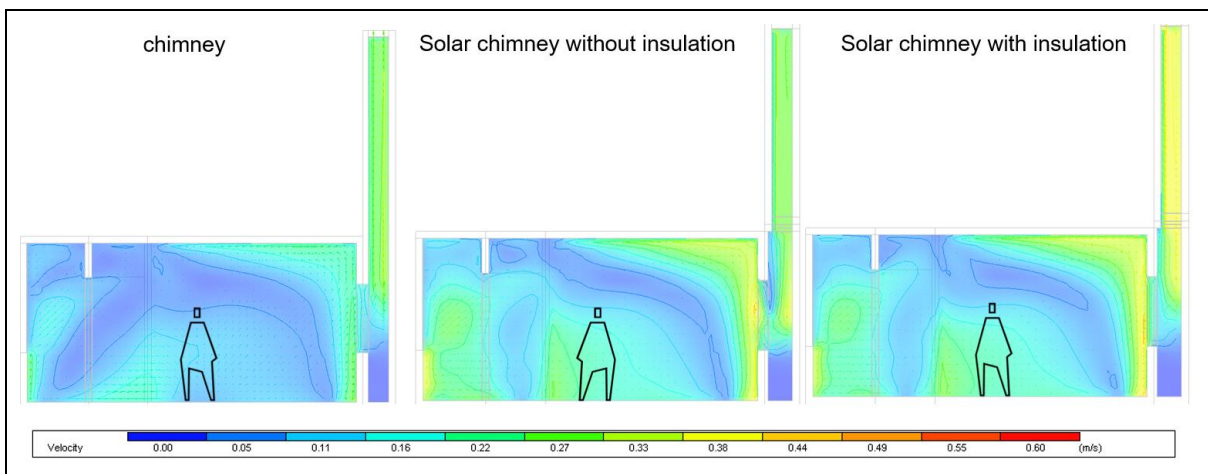 chimney
Solar chimney without insulation
Solar chimney with insulation
Velocity 0.00 0.05 0.11 0.16 0.22 0.27 0.33 0.38 0.44 0.49 0.55 0.60 (m/s)